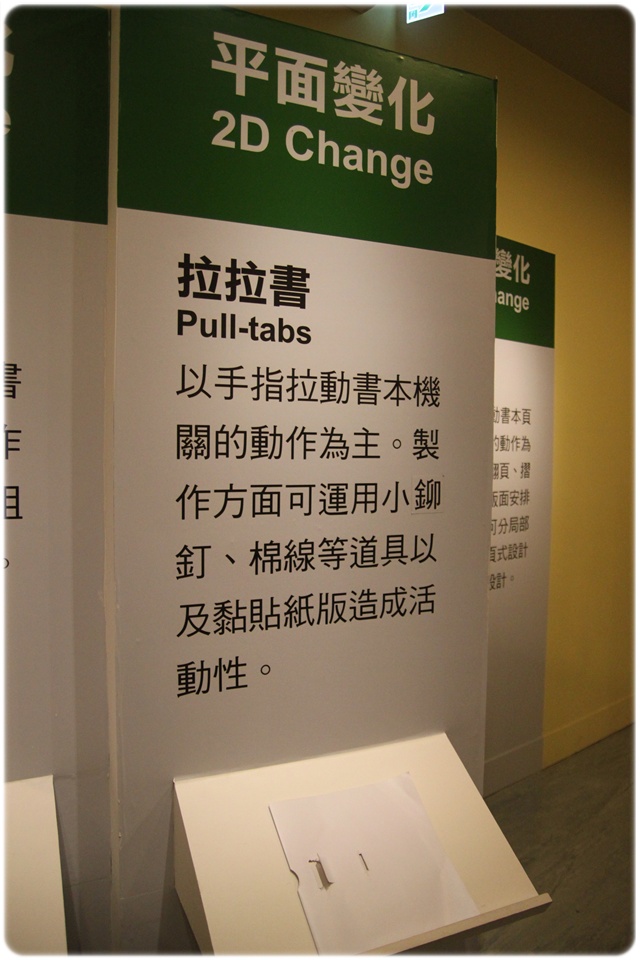 平面變化
2D Change
拉拉書
Pull-tabs
以手指拉動書本機
關的動作為主。製
作方面可運用小鉚
釘、棉線等道具以
及黏貼紙版造成活
動性。
變化
hange
動書本頁
的動作為
翻頁、摺
版面安排
可分局部
頁式設計
設計。
書
作
組
。